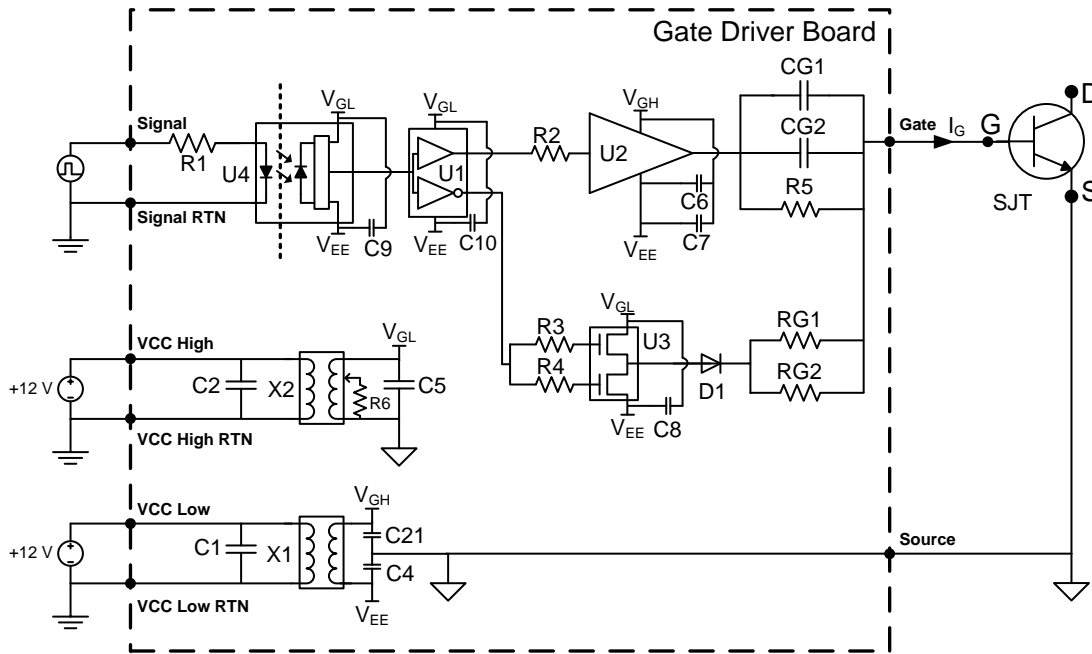 Gate Driver Board
CG1
CG2
R5
D
Signal
R1
U4
Signal RTN
V_GL
V_EE
C9
V_GL
U1
V_EE
C10
R2
V_GH
U2
C6
C7
V_EE
Gate
I_G
G
SJT
S
VCC High
+12 V
C2
X2
V_GL
R6
C5
VCC High RTN
R3
R4
V_GL
U3
V_EE
C8
D1
RG1
RG2
VCC Low
+12 V
C1
X1
V_GH
C21
C4
V_EE
VCC Low RTN
Source